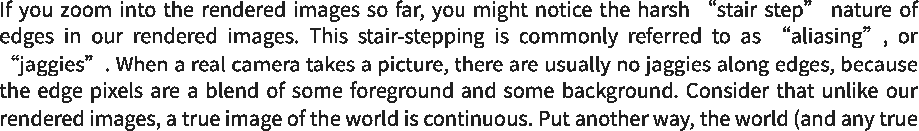 If you zoom into the rendered images so far, you might notice the harsh “stair step” nature of
edges in our rendered images. This stair-stepping is commonly referred to as “aliasing”, or
“jaggies”. When a real camera takes a picture, there are usually no jaggies along edges, because
the edge pixels are a blend of some foreground and some background. Consider that unlike our
rendered images, a true image of the world is continuous. Put another way, the world (and any true